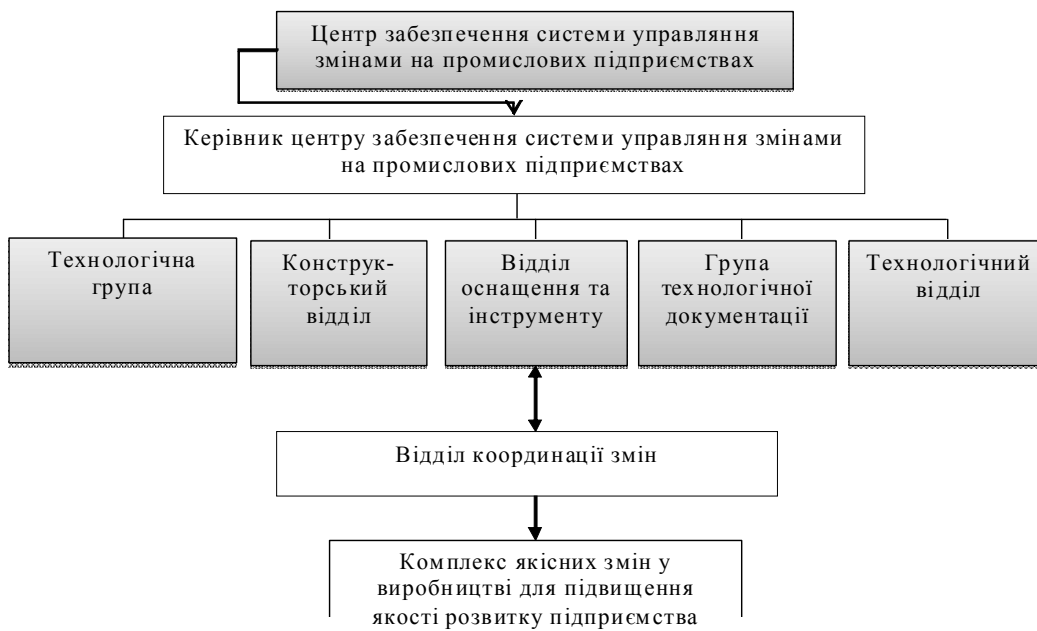 Центр забезпечення системи управляння
змінами на промислових підприємствах
Керівник центру забезпечення системи управляння змінами
на промислових підприємствах
Технологічна
група
Конструк-
торський
відділ
Відділ
оснащення та
інструменту
Група
технологічної
документації
Технологічний
відділ
Відділ координації змін
Комплекс якісних змін у
виробництві для підвищення
якості розвитку підприємства